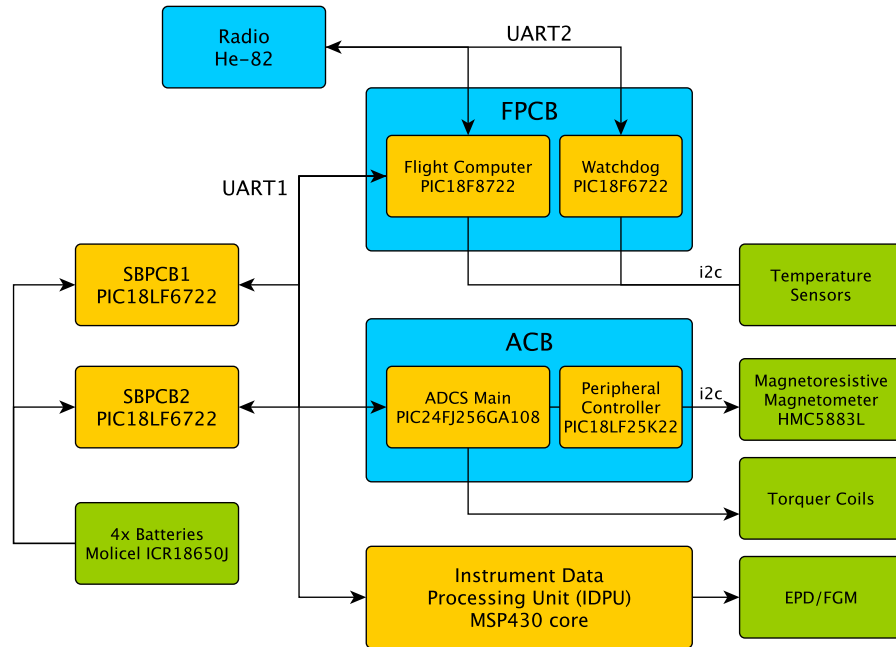 Radio
He-82
UART2
FPCB
Flight Computer
PIC18F8722
Watchdog
PIC18F6722
UART1
SBPCB1
PIC18LF6722
i2c
Temperature
Sensors
ACB
SBPCB2
PIC18LF6722
ADCS Main
PIC24FJ256GA108
Peripheral
Controller
PIC18LF25K22
i2c
Magnetoresistive
Magnetometer
HMC5883L
Torquer Coils
4x Batteries
Molicel ICR18650J
Instrument Data
Processing Unit (IDPU)
MSP430 core
EPD/FGM